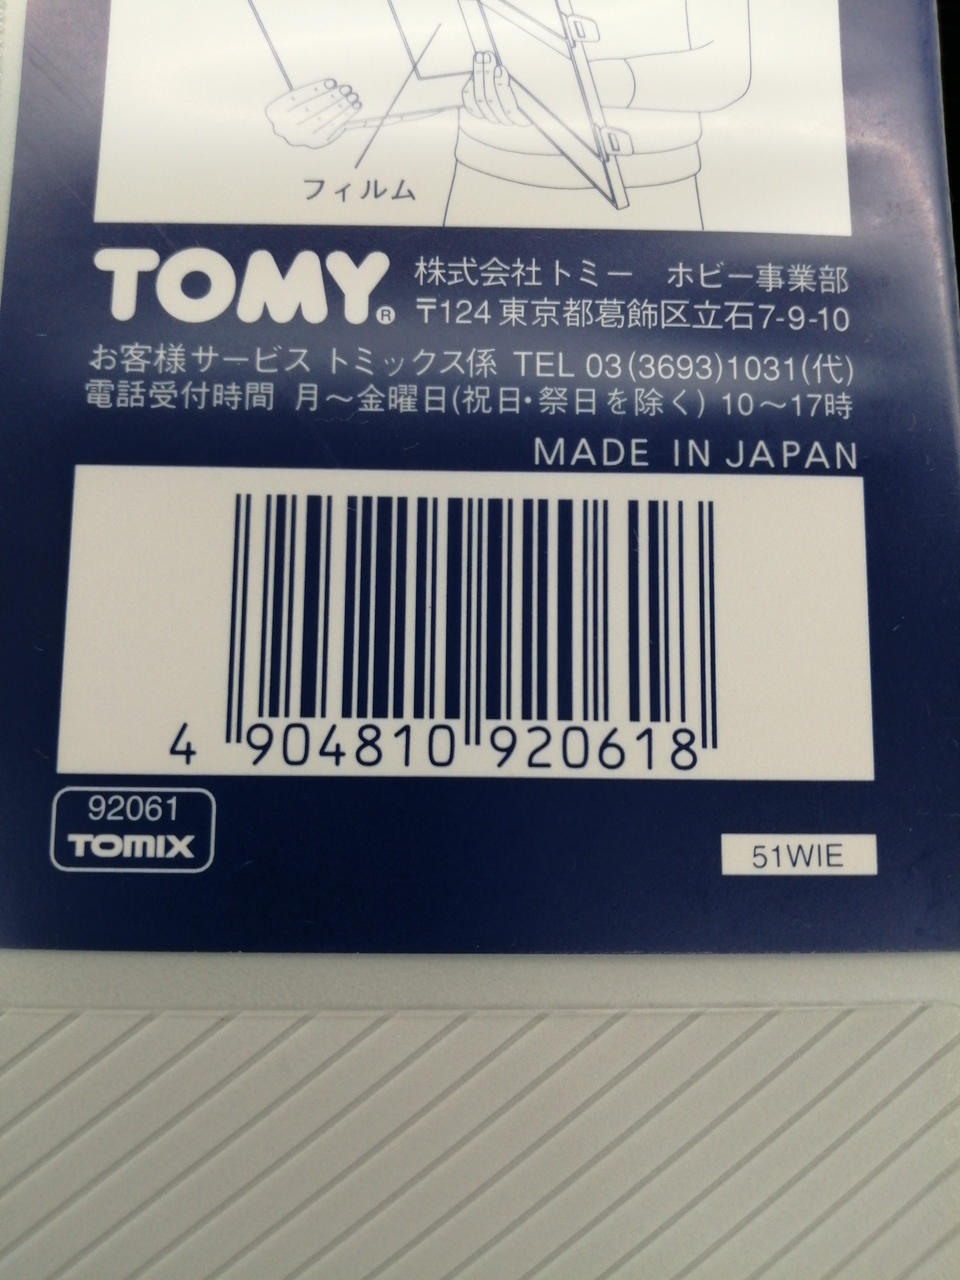 フィルム
TOMY® 株式会社トミー ホビー事業部
〒124 東京都葛飾区立石7-9-10
お客様サービス トミックス係 TEL 03(3693)1031(代)
電話受付時間 月〜金曜日(祝日・祭日を除く) 10〜17時
MADE IN JAPAN
4 904810 920618
92061
TOMIX
51WIE